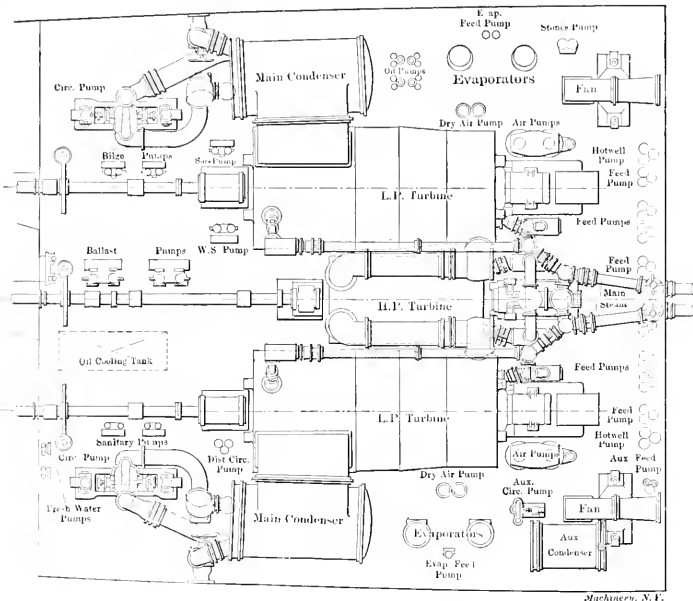 Evap.
Feed Pump
Stones Pump
Main Condenser
Oil Pumps
Evaporators
Circ. Pump
Fan
Dry Air Pump
Air Pumps
Hotwell
Pump
Bilge Pumps
San. Pump
Feed
Pump
L.P. Turbine
Feed Pumps
W.S Pump
Ballast Pumps
Feed
Pump
H.P. Turbine
Main
Steam
Oil Cooling Tank
Feed Pumps
L.P. Turbine
Feed
Pump
Sanitary Pumps
Hotwell
Pump
Circ. Pump
Dist Circ.
Pump
Air Pumps
Aux Feed
Pump
Dry Air Pump
Aux.
Circ. Pump
Fresh Water
Pumps
Main Condenser
Fan
Evaporators
Aux
Condenser
Evap Feed
Pump
Machinery, N.Y.